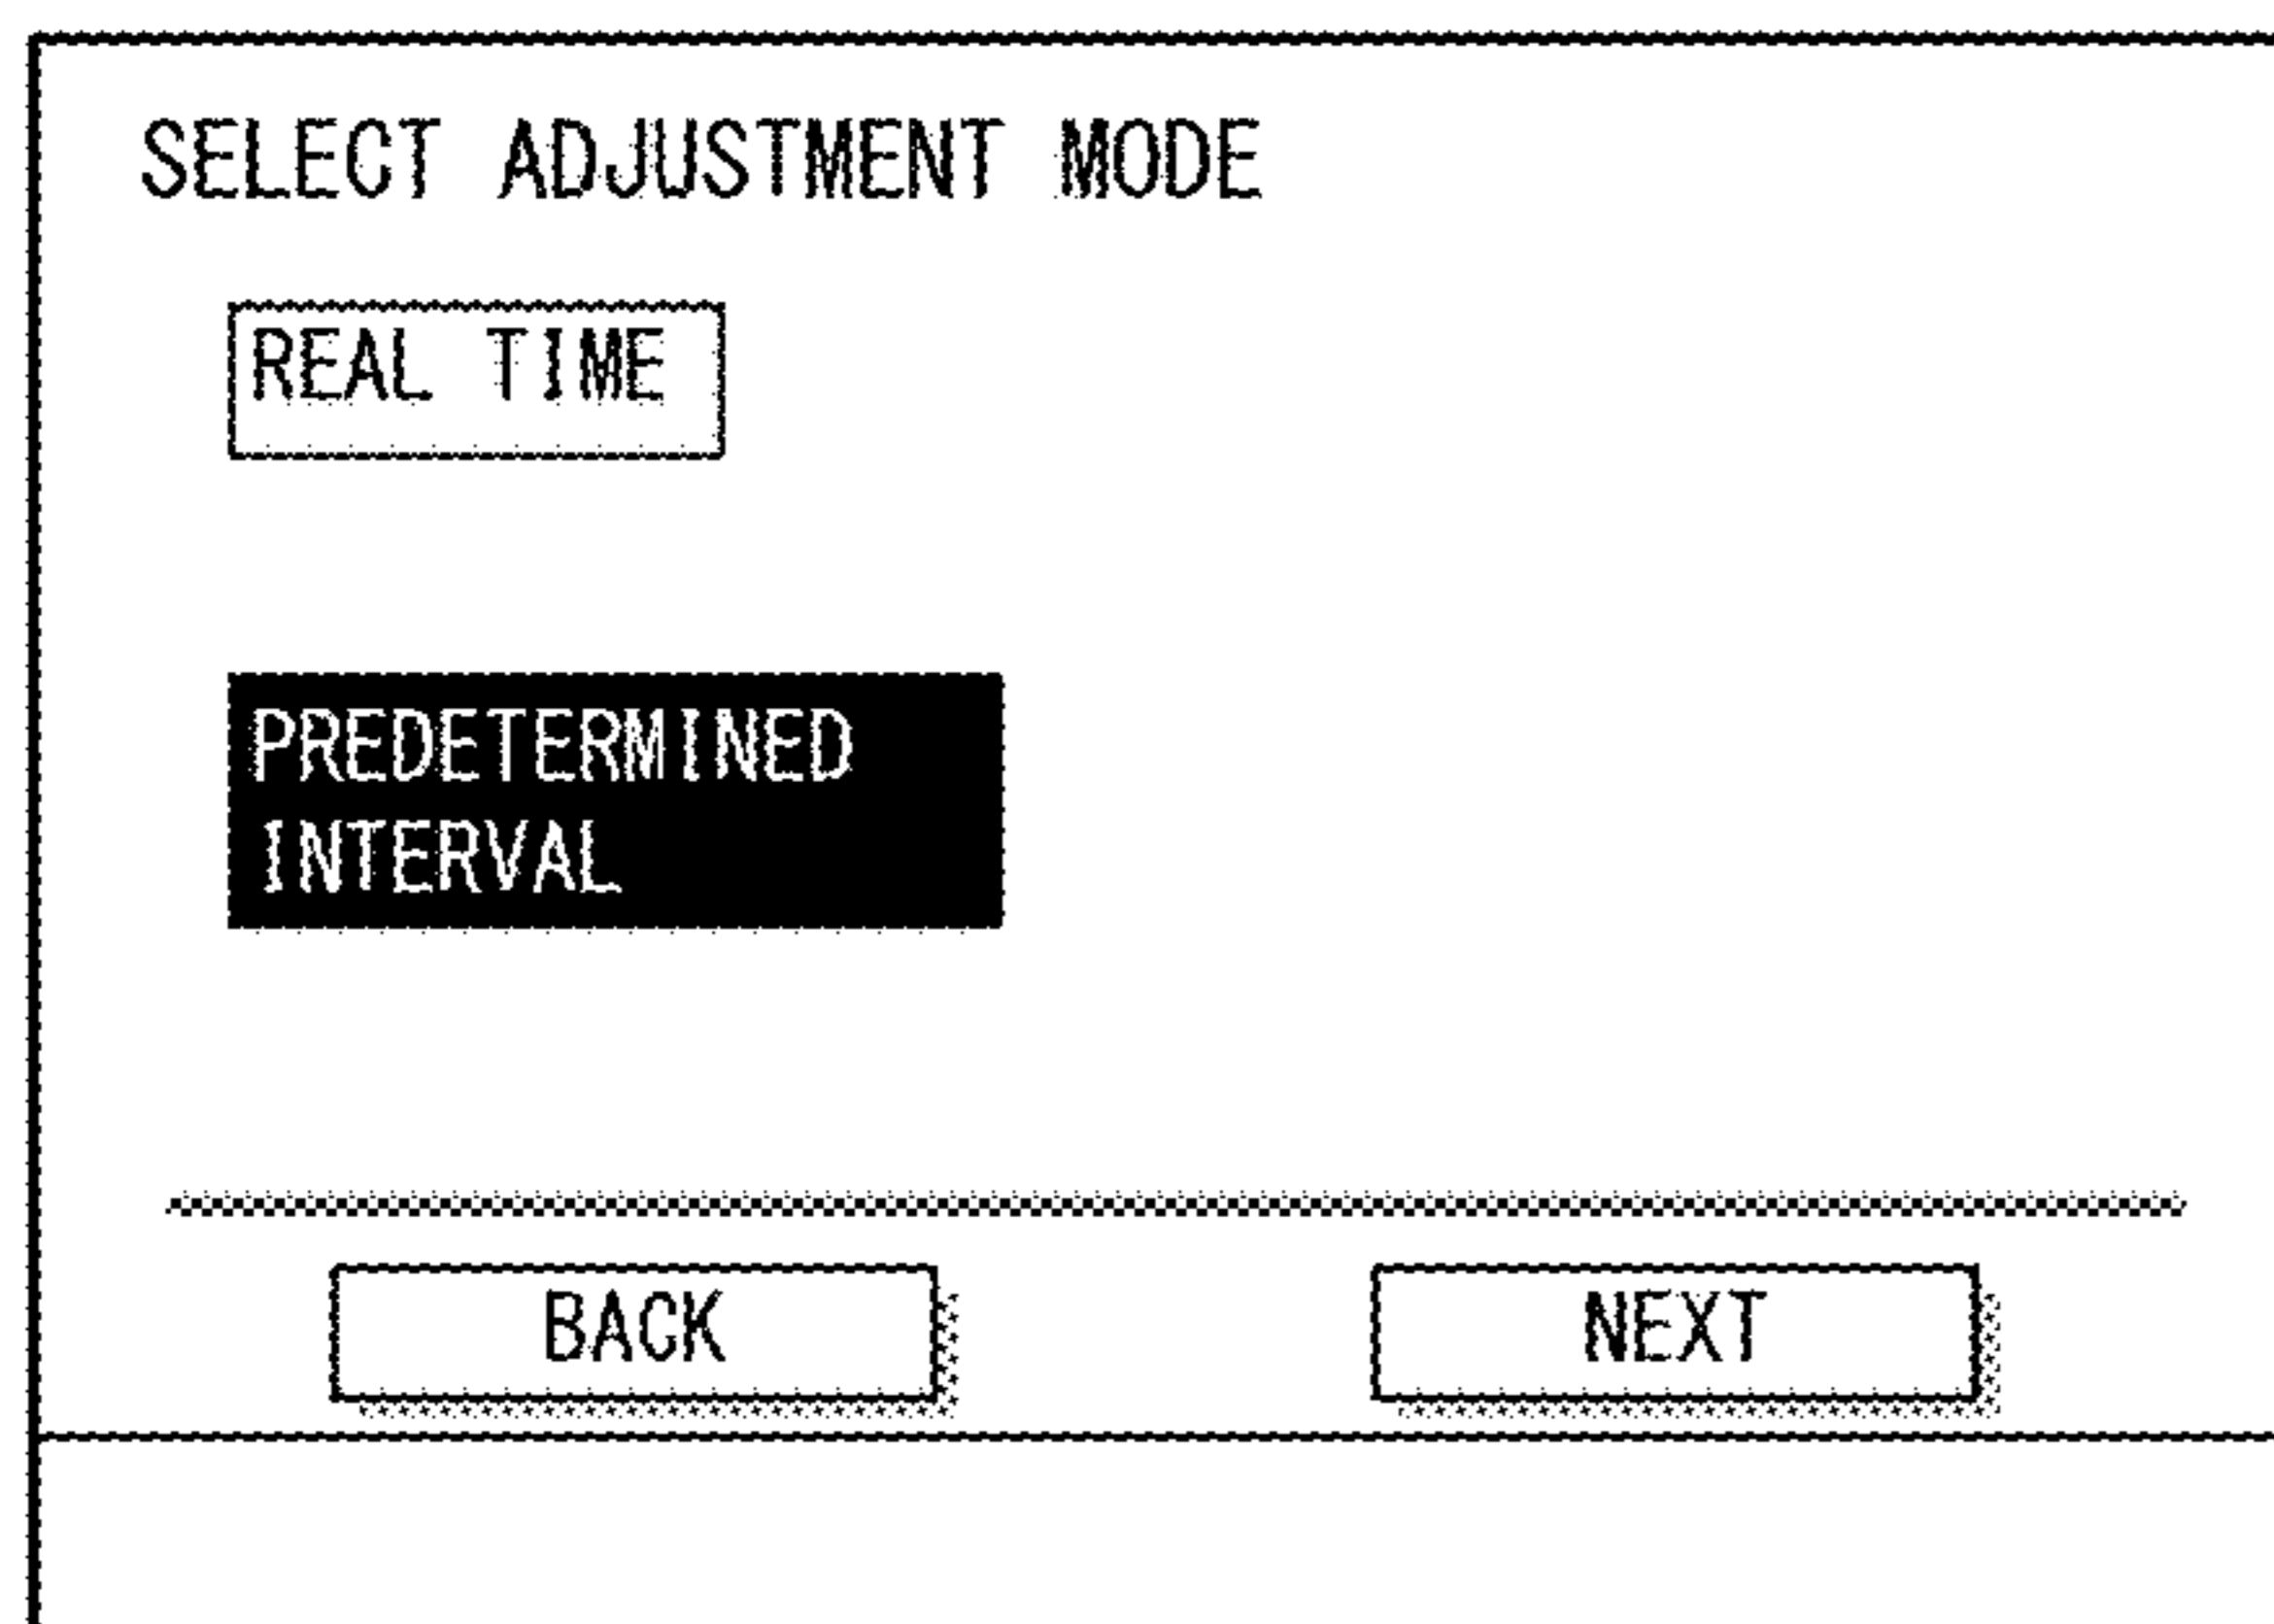 SELECT ADJUSTMENT MODE
REAL TIME
PREDETERMINED
INTERVAL
BACK
NEXT